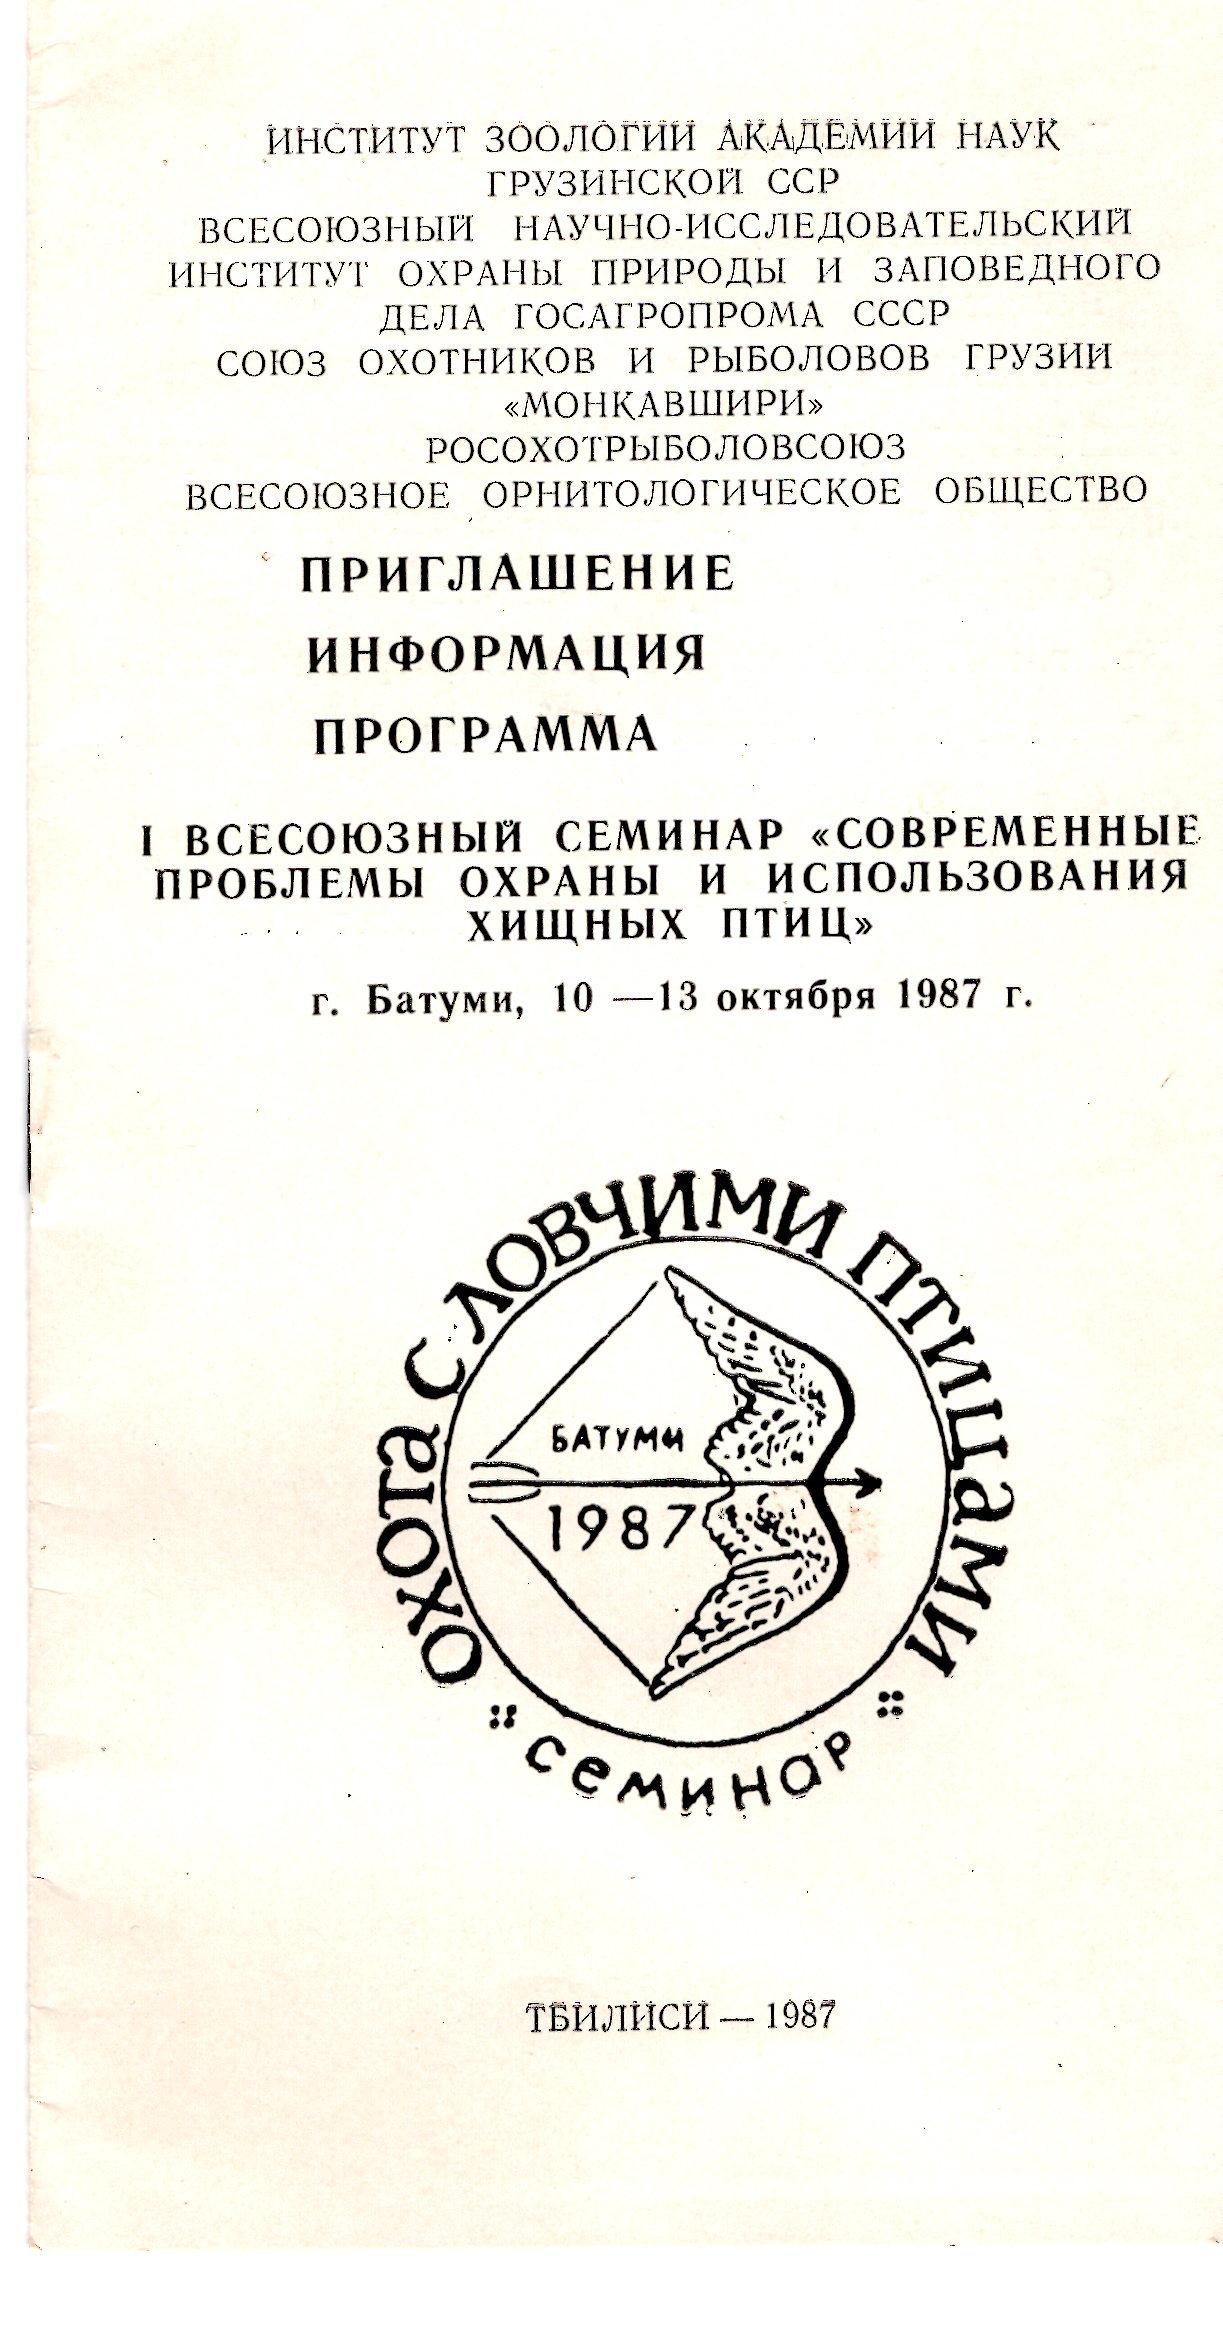 ИНСТИТУТ ЗООЛОГИИ АКАДЕМИИ НАУК
ГРУЗИНСКОЙ ССР
ВСЕСОЮЗНЫЙ НАУЧНО-ИССЛЕДОВАТЕЛЬСКИЙ
ИНСТИТУТ ОХРАНЫ ПРИРОДЫ И ЗАПОВЕДНОГО
ДЕЛА ГОСАГРОПРОМА СССР
СОЮЗ ОХОТНИКОВ И РЫБОЛОВОВ ГРУЗИИ
«МОНКАВШИРИ»
РОСОХОТРЫБОЛОВСОЮЗ
ВСЕСОЮЗНОЕ ОРНИТОЛОГИЧЕСКОЕ ОБЩЕСТВО
ПРИГЛАШЕНИЕ
ИНФОРМАЦИЯ
ПРОГРАММА
I ВСЕСОЮЗНЫЙ СЕМИНАР «СОВРЕМЕННЫЕ
ПРОБЛЕМЫ ОХРАНЫ И ИСПОЛЬЗОВАНИЯ
ХИЩНЫХ ПТИЦ»
г. Батуми, 10 —13 октября 1987 г.
ОХОТА С ЛОВЧИМИ ПТИЦАМИ
БАТУМИ
1987
семинар
ТБИЛИСИ — 1987